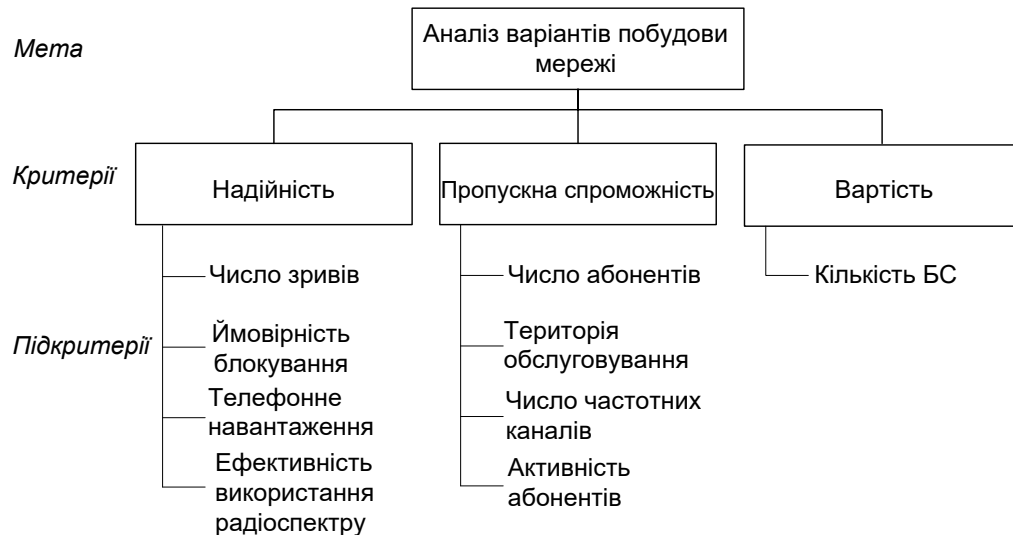 Мета
Аналіз варіантів побудови
мережі
Критерії
Надійність
Пропускна спроможність
Вартість
Підкритерії
Число зривів
Ймовірність
блокування
Телефонне
навантаження
Ефективність
використання
радіоспектру
Число абонентів
Територія
обслуговування
Число частотних
каналів
Активність
абонентів
Кількість БС